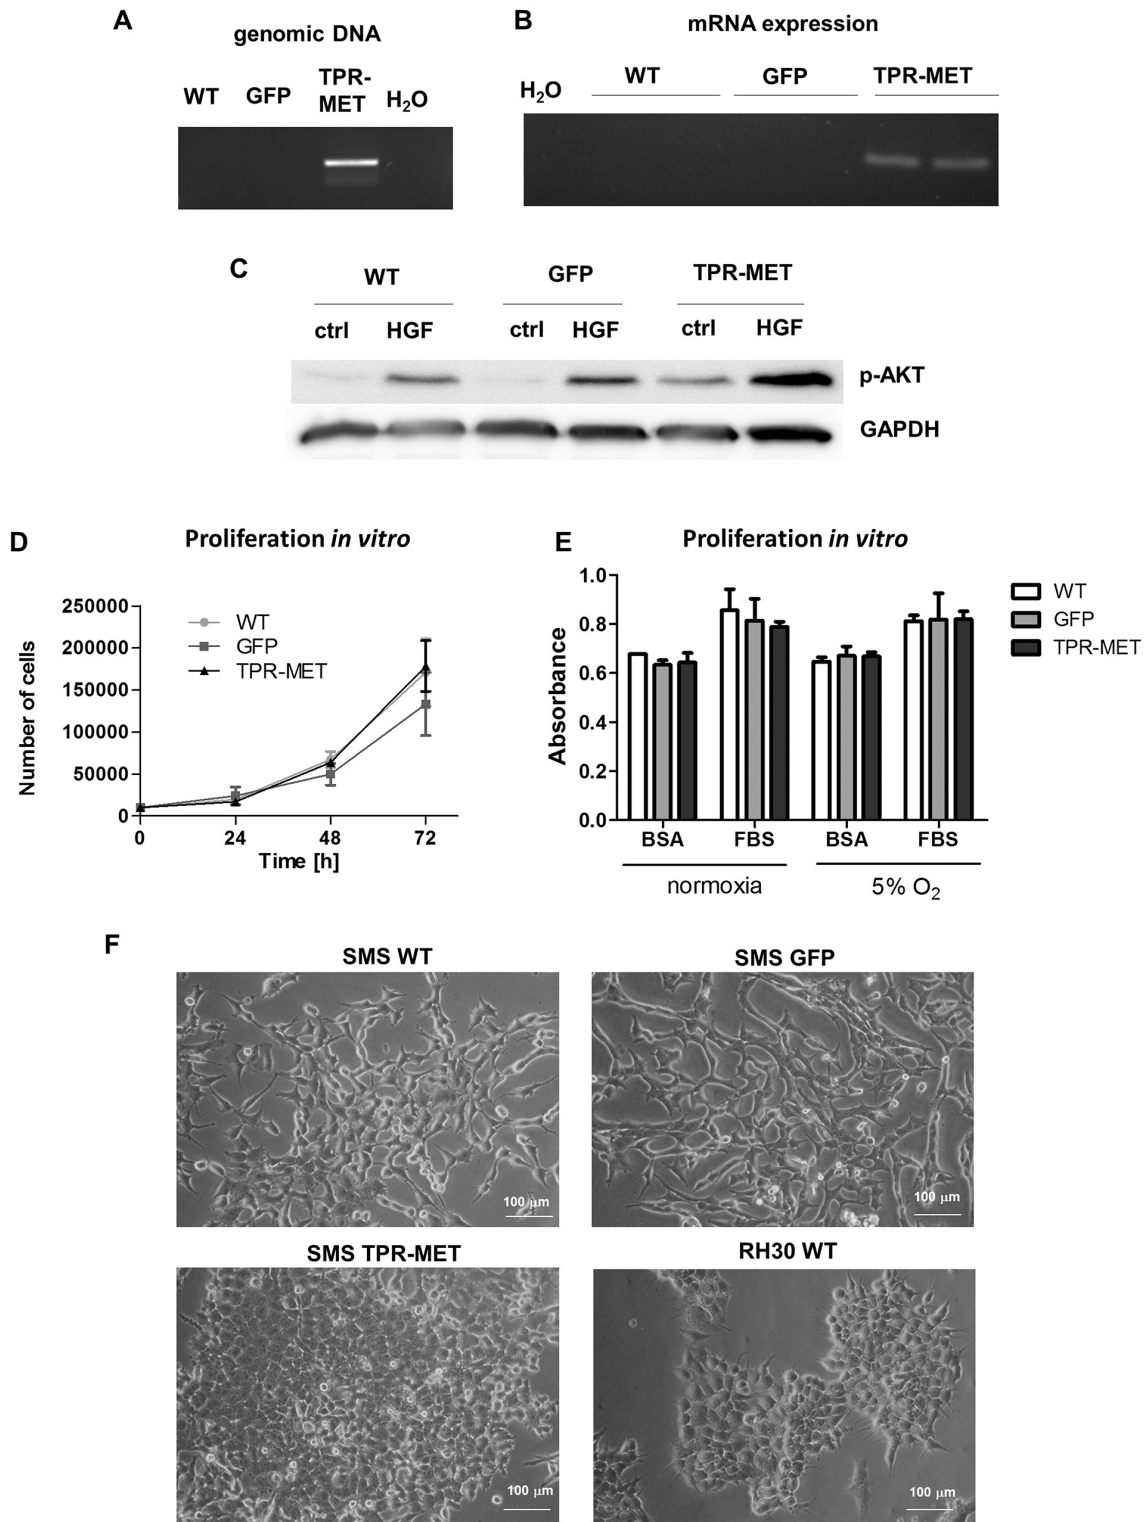 A
genomic DNA
WT GFP TPR-
MET H₂O
B
mRNA expression
H₂O WT GFP TPR-MET
C
WT GFP TPR-MET
ctrl HGF ctrl HGF ctrl HGF
p-AKT
GAPDH
D
Proliferation in vitro
250000
200000
150000
100000
50000
0
Number of cells
WT
GFP
TPR-MET
0 24 48 72
Time [h]
E
Proliferation in vitro
1.0
0.8
0.6
0.4
0.2
0.0
Absorbance
WT
GFP
TPR-MET
BSA FBS BSA FBS
normoxia 5% O₂
F
SMS WT
100 μm
SMS GFP
100 μm
SMS TPR-MET
100 μm
RH30 WT
100 μm